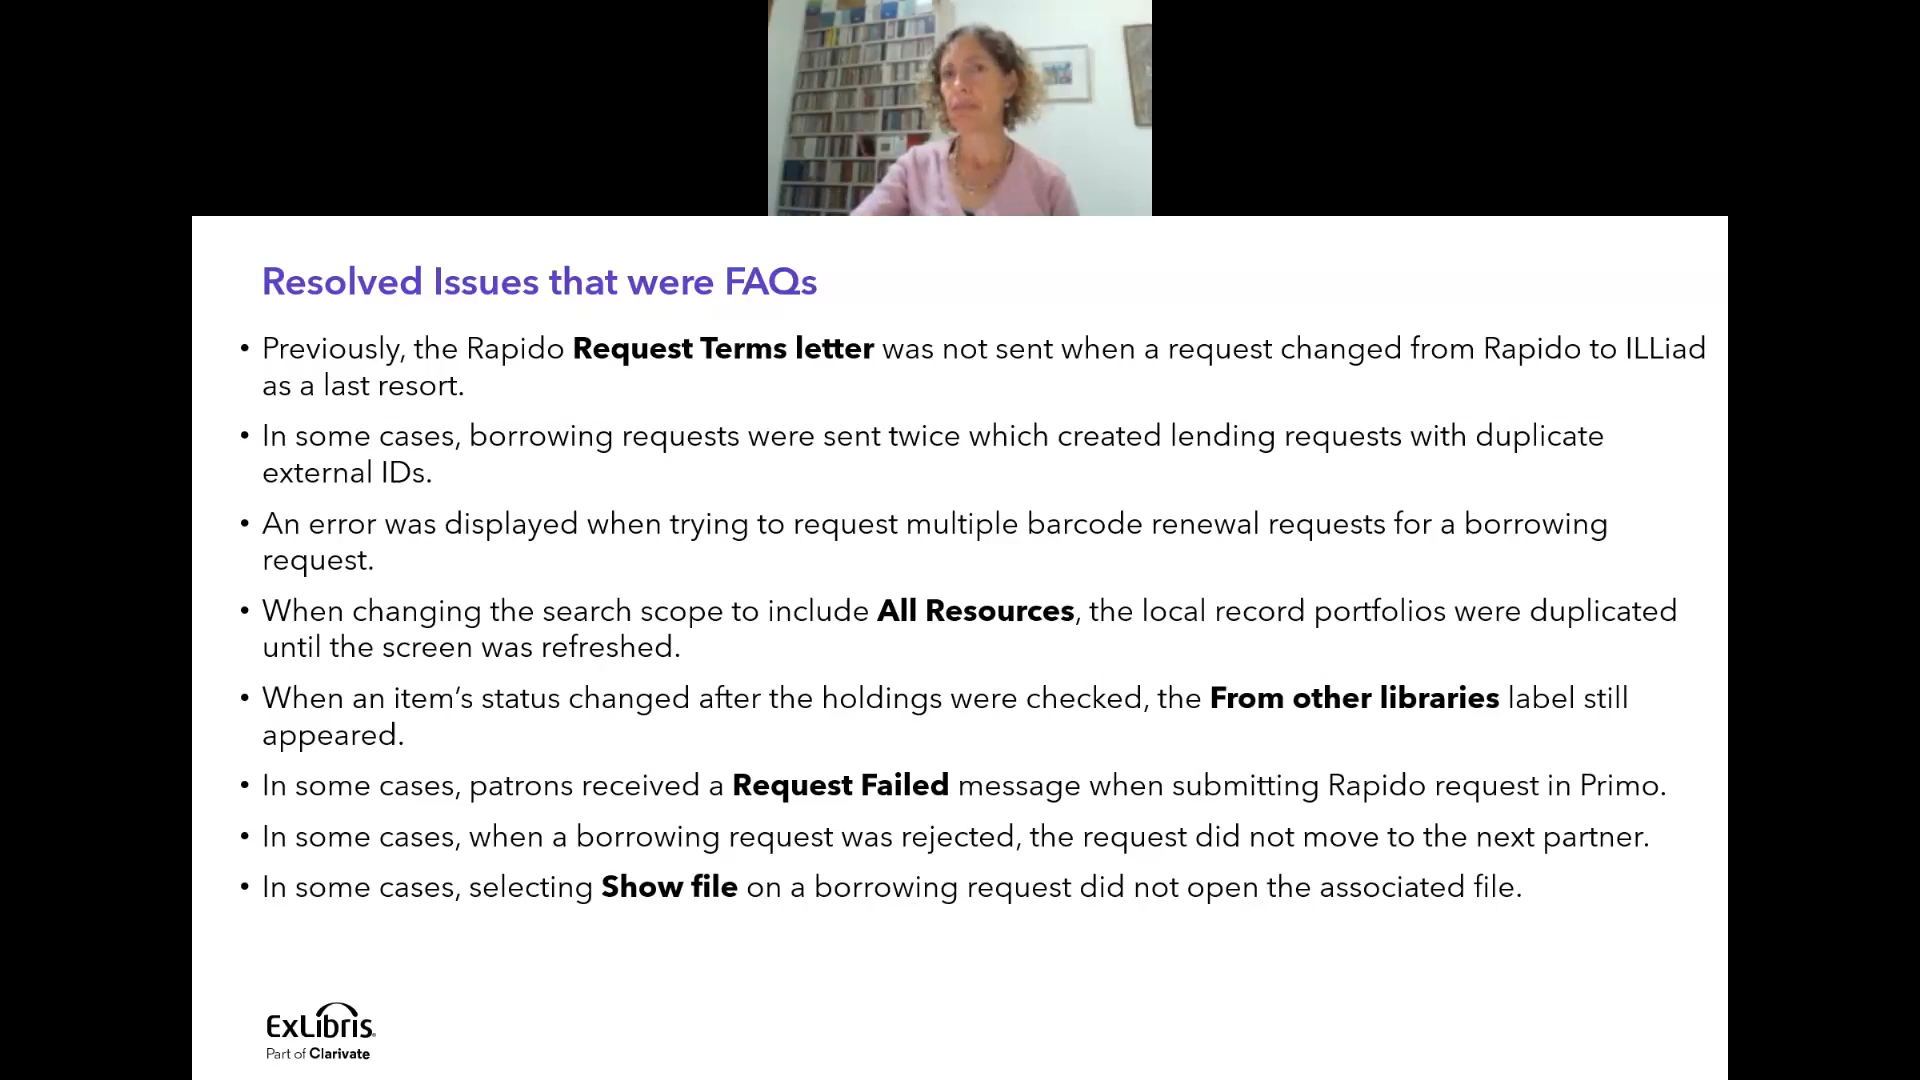 Resolved Issues that were FAQs
• Previously, the Rapido Request Terms letter was not sent when a request changed from Rapido to ILLiad
as a last resort.
• In some cases, borrowing requests were sent twice which created lending requests with duplicate
external IDs.
• An error was displayed when trying to request multiple barcode renewal requests for a borrowing
request.
• When changing the search scope to include All Resources, the local record portfolios were duplicated
until the screen was refreshed.
• When an item‘s status changed after the holdings were checked, the From other libraries label still
appeared.
• In some cases, patrons received a Request Failed message when submitting Rapido request in Primo.
• In some cases, when a borrowing request was rejected, the request did not move to the next partner.
• In some cases, selecting Show file on a borrowing request did not open the associated file.
ExLibris
Part of Clarivate